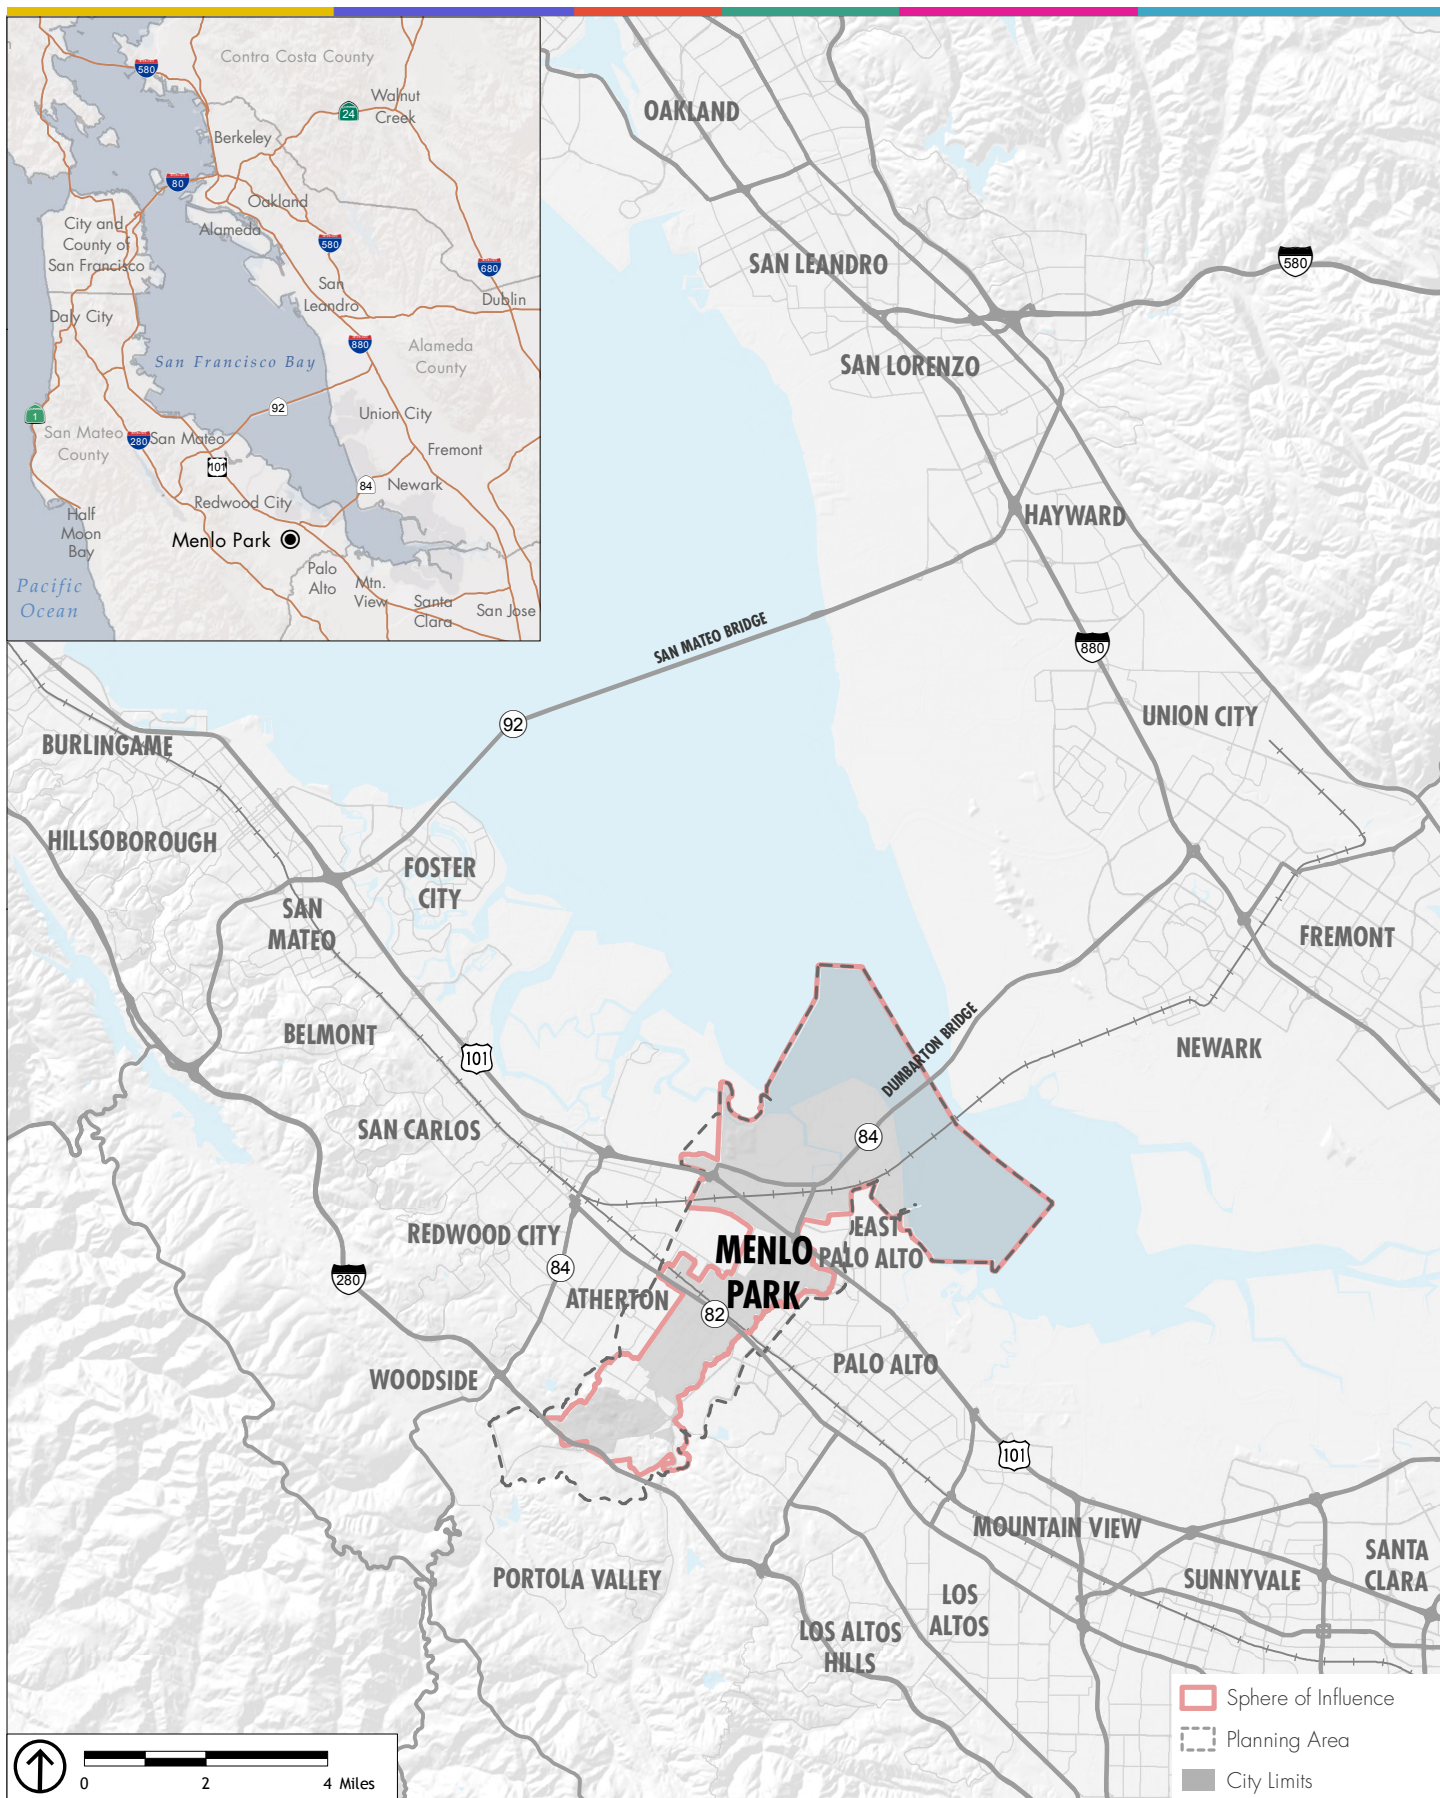 Contra Costa County
580
Walnut
Creek
24
Berkeley
80
Oakland
Alameda
City and
County of
San Francisco
580
680
San
Leandro
Dublin
Daly City
880
San Francisco Bay
Alameda
County
92
Union City
1
San Mateo
County
280
San Mateo
Fremont
101
84
Newark
Redwood City
Half
Moon
Bay
Menlo Park
Palo
Alto
Mtn.
View
Pacific
Ocean
Santa
Clara
San Jose
OAKLAND
SAN LEANDRO
580
SAN LORENZO
HAYWARD
SAN MATEO BRIDGE
880
92
UNION CITY
BURLINGAME
HILLSOBOROUGH
FOSTER
CITY
SAN
MATEO
FREMONT
BELMONT
101
DUMBARTON BRIDGE
NEWARK
SAN CARLOS
84
REDWOOD CITY
EAST
PALO ALTO
MENLO
PARK
84
280
ATHERTON
82
PALO ALTO
WOODSIDE
101
MOUNTAIN VIEW
SANTA
CLARA
PORTOLA VALLEY
SUNNYVALE
LOS
ALTOS
LOS ALTOS
HILLS
Sphere of Influence
Planning Area
City Limits
0 2 4 Miles